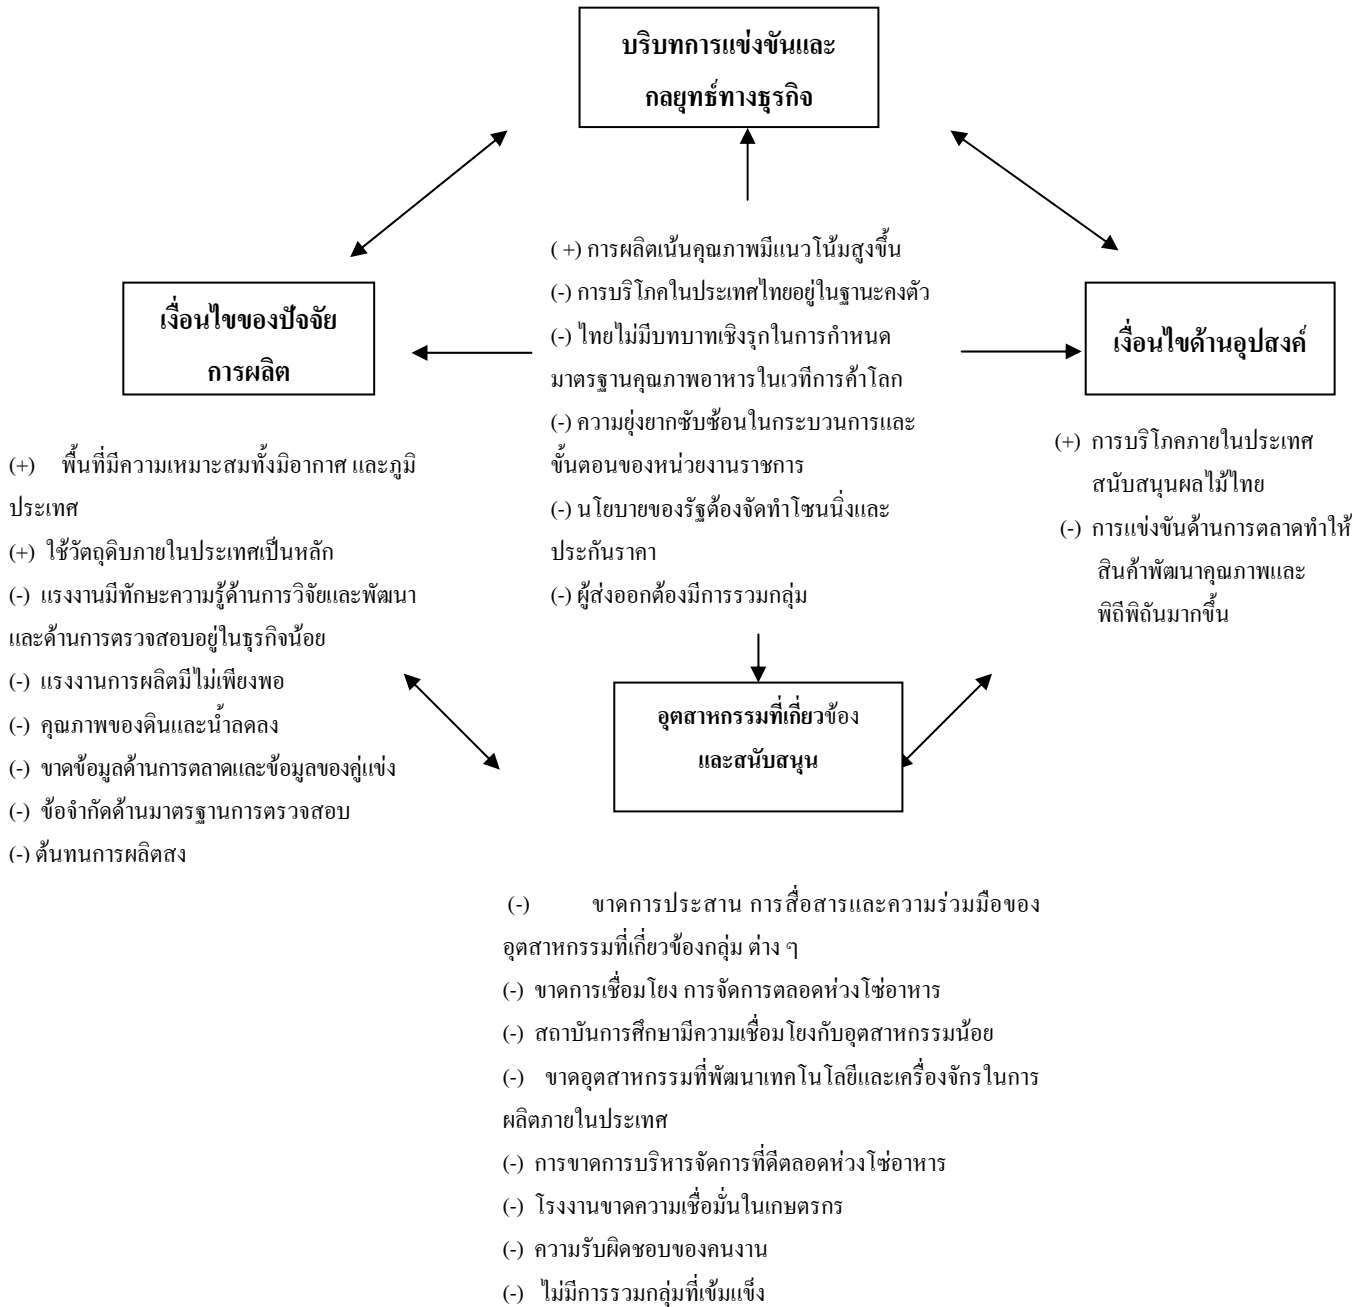 บริบทการแข่งขันและ
กลยุทธ์ทางธุรกิจ
( +) การผลิตเน้นคุณภาพมีแนวโน้มสูงขึ้น
(-) การบริโภคในประเทศไทยอยู่ในฐานะคงตัว
(-) ไทยไม่มีบทบาทเชิงรุกในการกำหนด
มาตรฐานคุณภาพอาหารในเวทีการค้าโลก
(-) ความยุ่งยากซับซ้อนในกระบวนการและ
ขั้นตอนของหน่วยงานราชการ
(-) นโยบายของรัฐต้องจัดทำโซนนิ่งและ
ประกันราคา
(-) ผู้ส่งออกต้องมีการรวมกลุ่ม
เงื่อนไขของปัจจัย
การผลิต
(+) พื้นที่มีความเหมาะสมทั้งมิอากาศ และภูมิ
ประเทศ
(+) ใช้วัตถุดิบภายในประเทศเป็นหลัก
(-) แรงงานมีทักษะความรู้ด้านการวิจัยและพัฒนา
และด้านการตรวจสอบอยู่ในธุรกิจน้อย
(-) แรงงานการผลิตมีไม่เพียงพอ
(-) คุณภาพของดินและน้ำลดลง
(-) ขาดข้อมูลด้านการตลาดและข้อมูลของคู่แข่ง
(-) ข้อจำกัดด้านมาตรฐานการตรวจสอบ
(-) ต้นทนการผลิตสง
เงื่อนไขด้านอุปสงค์
(+) การบริโภคภายในประเทศ
สนับสนุนผลไม้ไทย
(-) การแข่งขันด้านการตลาดทำให้
สินค้าพัฒนาคุณภาพและ
พิถีพิถันมากขึ้น
อุตสาหกรรมที่เกี่ยวข้อง
และสนับสนุน
(-) ขาดการประสาน การสื่อสารและความร่วมมือของ
อุตสาหกรรมที่เกี่ยวข้องกลุ่ม ต่าง ๆ
(-) ขาดการเชื่อมโยง การจัดการตลอดห่วงโซ่อาหาร
(-) สถาบันการศึกษามีความเชื่อมโยงกับอุตสาหกรรมน้อย
(-) ขาดอุตสาหกรรมที่พัฒนาเทคโนโลยีและเครื่องจักรในการ
ผลิตภายในประเทศ
(-) การขาดการบริหารจัดการที่ดีตลอดห่วงโซ่อาหาร
(-) โรงงานขาดความเชื่อมั่นในเกษตรกร
(-) ความรับผิดชอบของคนงาน
(-) ไม่มีการรวมกลุ่มที่เข้มแข็ง